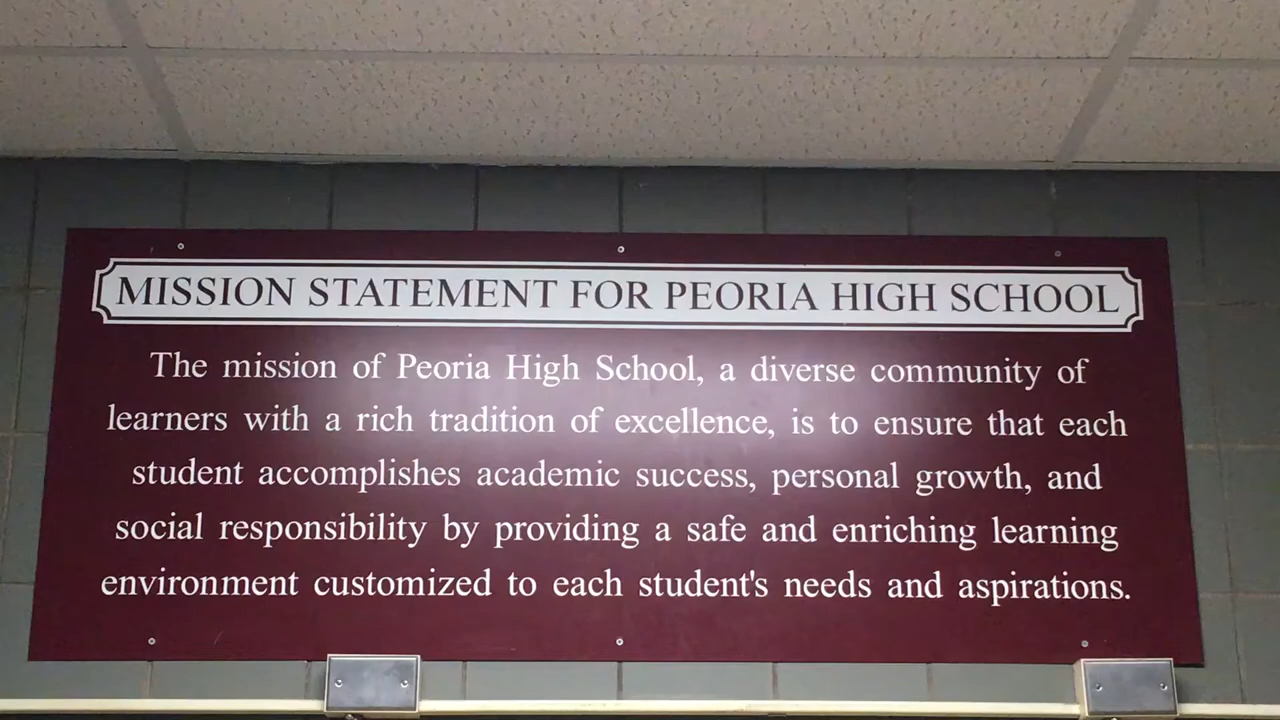 MISSION STATEMENT FOR PEORIA HIGH SCHOOL
The mission of Peoria High School, a diverse community of
learners with a rich tradition of excellence, is to ensure that each
student accomplishes academic success, personal growth, and
social responsibility by providing a safe and enriching learning
environment customized to each student's needs and aspirations.